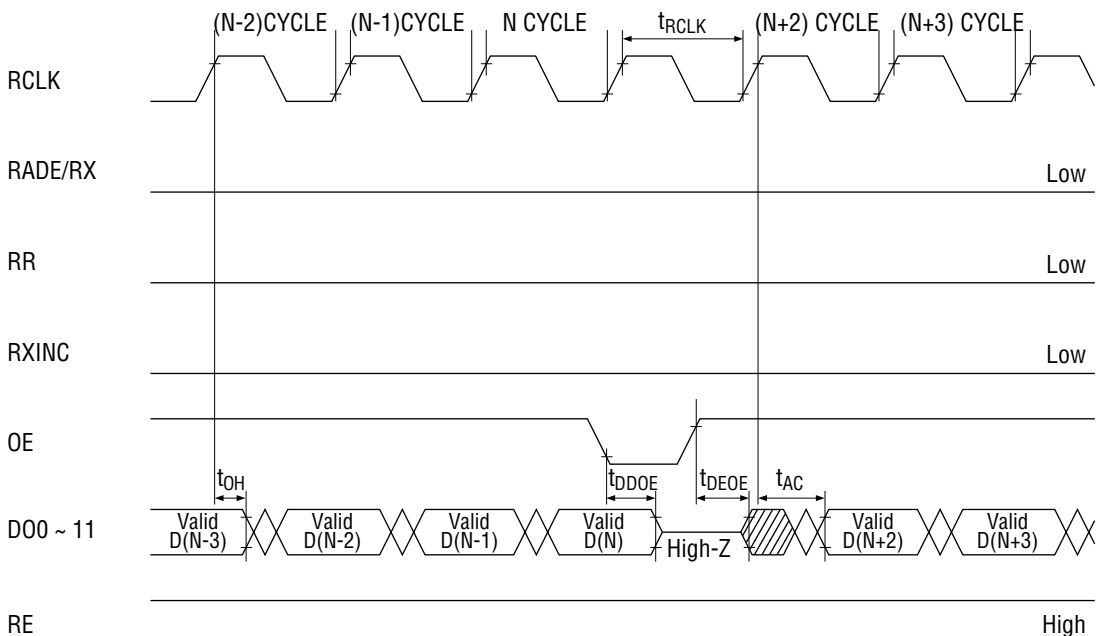 (N-2)CYCLE (N-1)CYCLE N CYCLE tRCLK (N+2) CYCLE (N+3) CYCLE
RCLK
RADE/RX Low
RR Low
RXINC Low
OE
tOH tDDOE tDEOE tAC
DO0 ~ 11 Valid D(N-3) Valid D(N-2) Valid D(N-1) Valid D(N) High-Z Valid D(N+2) Valid D(N+3)
RE High